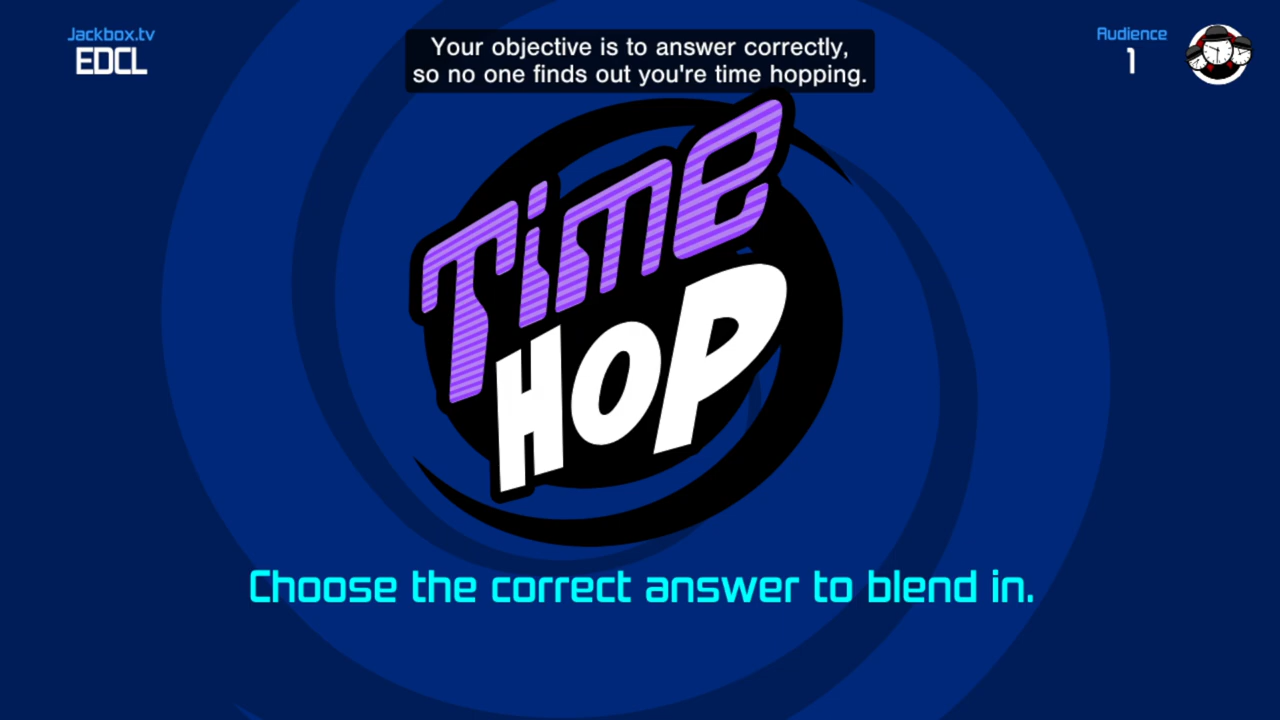 Jackbox.tv
EDCL
Your objective is to answer correctly,
so no one finds out you're time hopping.
Audience
1
Time
HOP
Choose the correct answer to blend in.